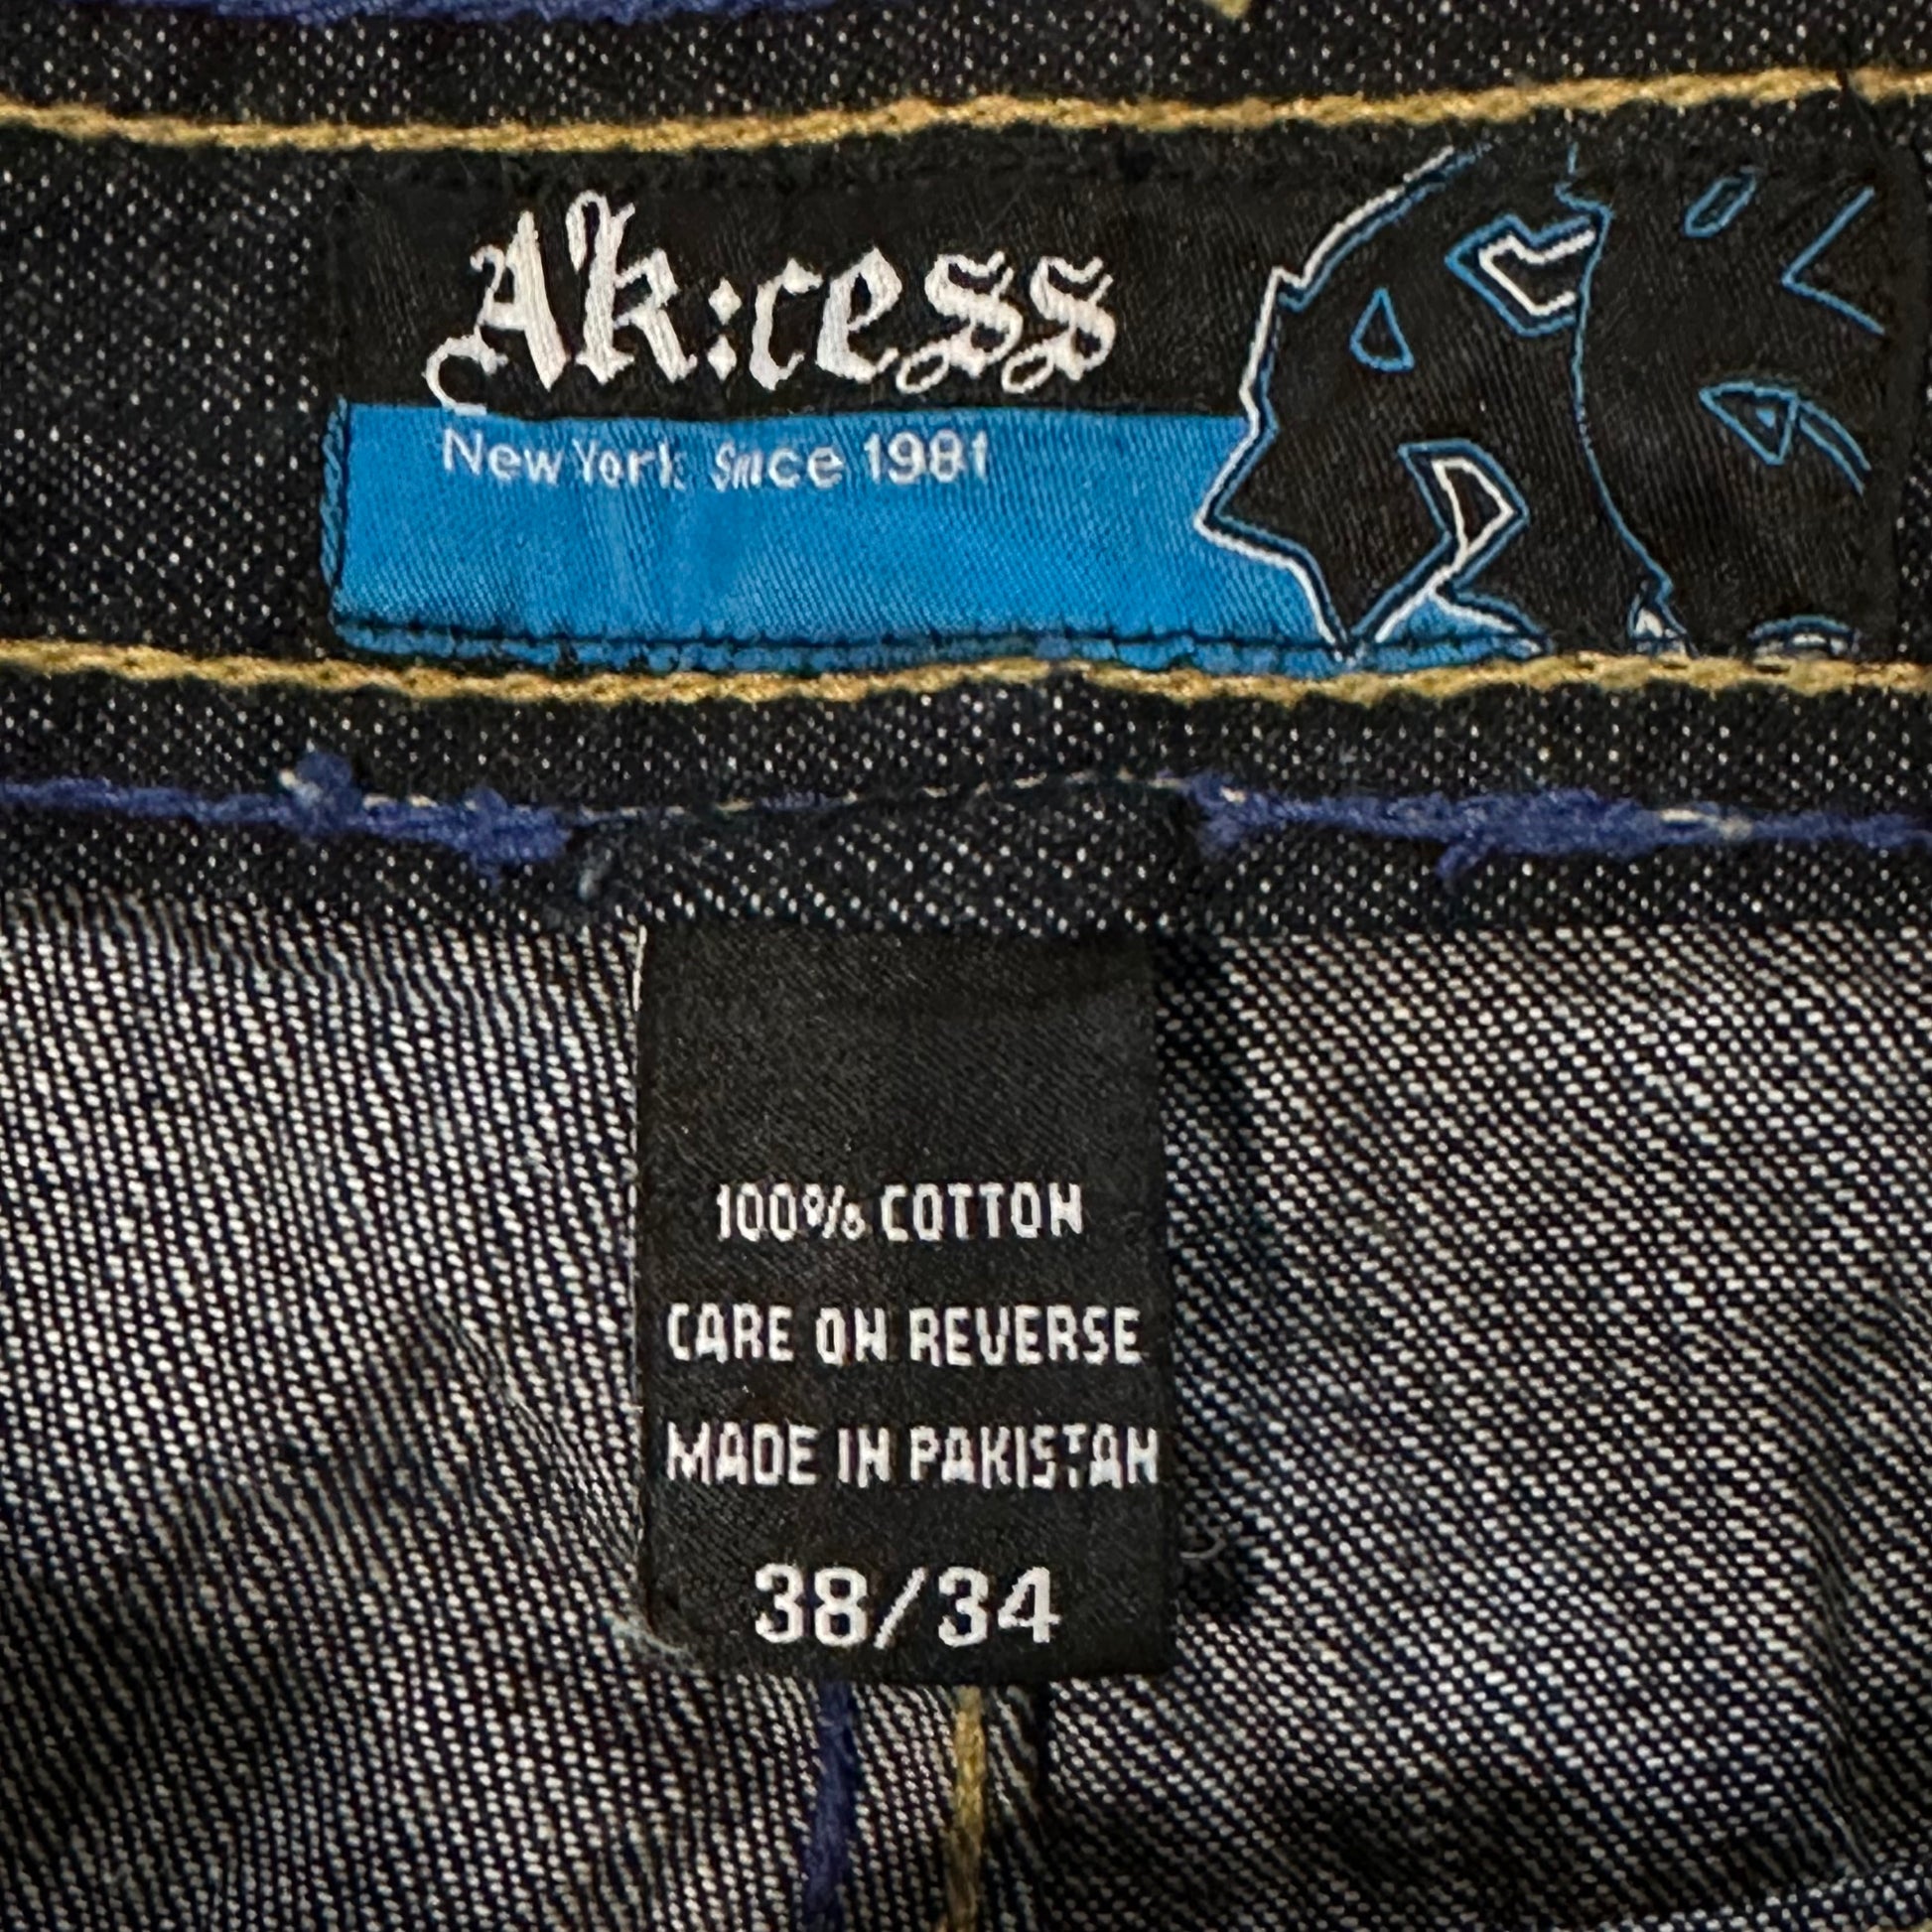 Ak:cess
New York Since 1981
100% COTTON
CARE ON REVERSE
MADE IN PAKISTAN
38/34